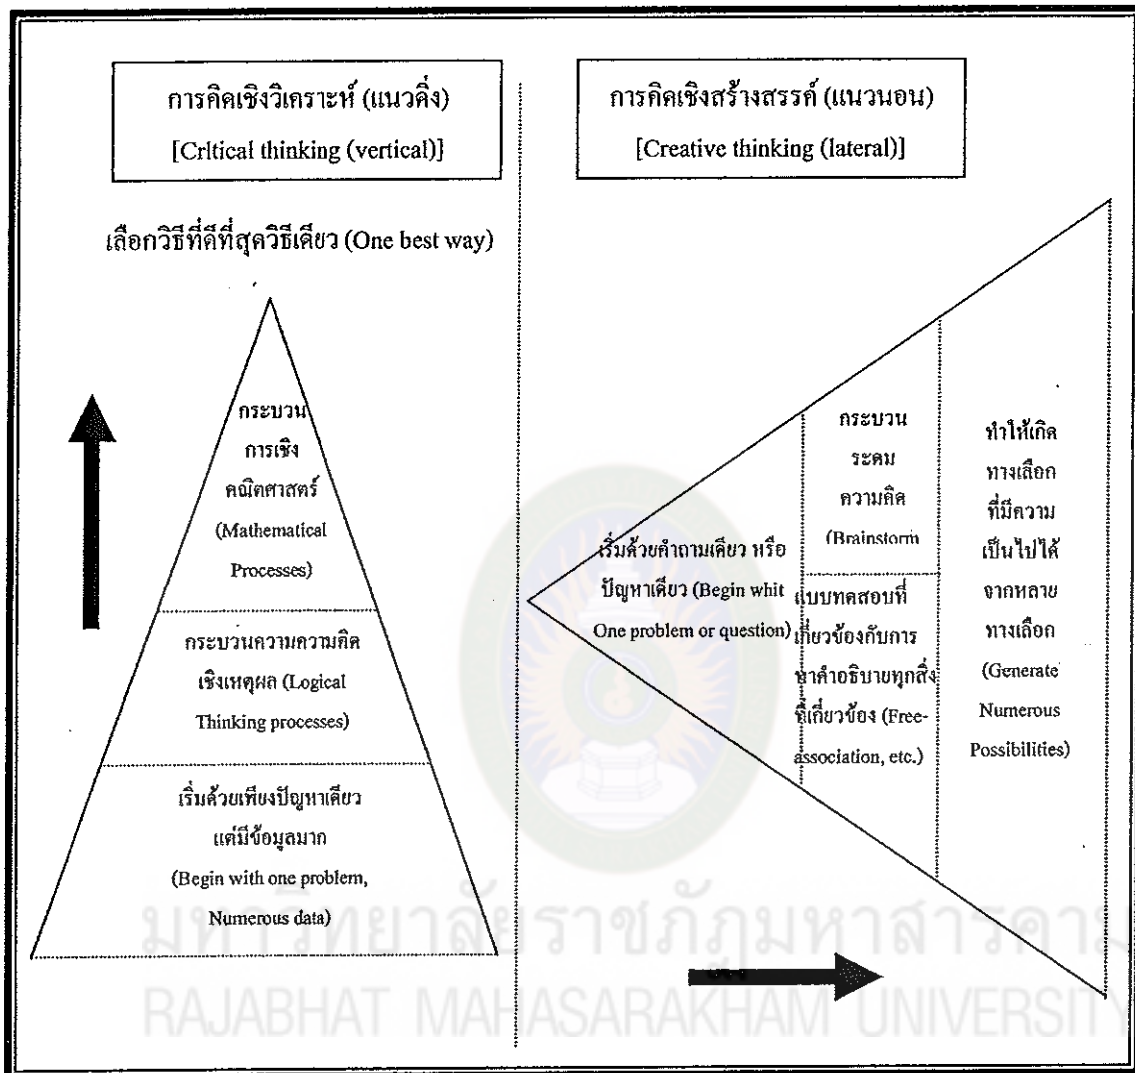 การคิดเชิงวิเคราะห์ (แนวดิ่ง)
[Critical thinking (vertical)]
เลือกวิธีที่ดีที่สุดวิธีเดียว (One best way)
กระบวน
การเชิง
คณิตศาสตร์
(Mathematical
Processes)
กระบวนความความคิด
เชิงเหตุผล (Logical
Thinking processes)
เริ่มด้วยเพียงปัญหาเดียว
แต่มีข้อมูลมาก
(Begin with one problem,
Numerous data)
การคิดเชิงสร้างสรรค์ (แนวนอน)
[Creative thinking (lateral)]
เริ่มด้วยคำถามเดียว หรือ
ปัญหาเดียว (Begin whit
One problem or question)
กระบวน
ระดม
ความคิด
(Brainstorm
แบบทดสอบที่
เกี่ยวข้องกับการ
หาคำอธิบายทุกสิ่ง
ที่เกี่ยวข้อง (Free-
association, etc.)
ทำให้เกิด
ทางเลือก
ที่มีความ
เป็นไปได้
จากหลาย
ทางเลือก
(Generate
Numerous
Possibilities)
มหาวิทยาลัยราชภัฏมหาสารคาม
RAJABHAT MAHASARAKHAM UNIVERSITY